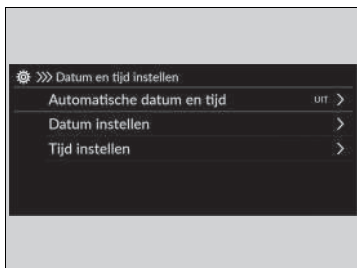 >>> Datum en tijd instellen
Automatische datum en tijd UIT >
Datum instellen >
Tijd instellen >